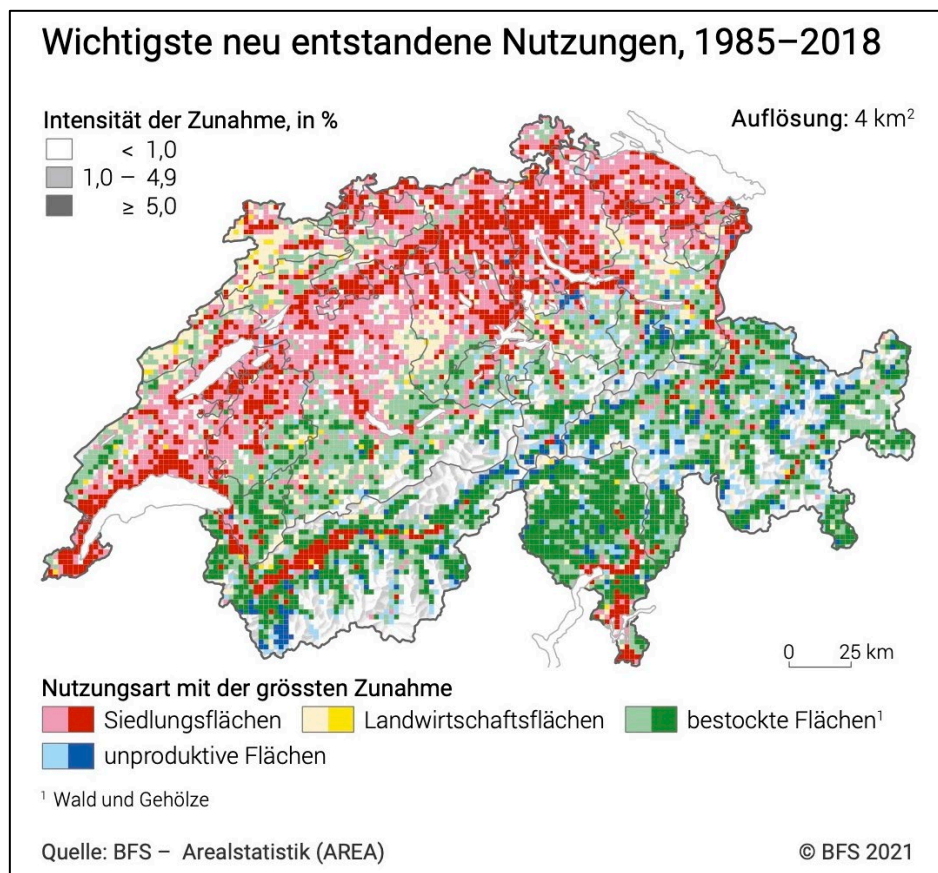 Wichtigste neu entstandene Nutzungen, 1985–2018
Intensität der Zunahme, in %
< 1,0
1,0 – 4,9
≥ 5,0
Auflösung: 4 km²
0 25 km
Nutzungsart mit der grössten Zunahme
Siedlungsflächen Landwirtschaftsflächen bestockte Flächen¹
unproduktive Flächen
¹ Wald und Gehölze
Quelle: BFS – Arealstatistik (AREA) © BFS 2021